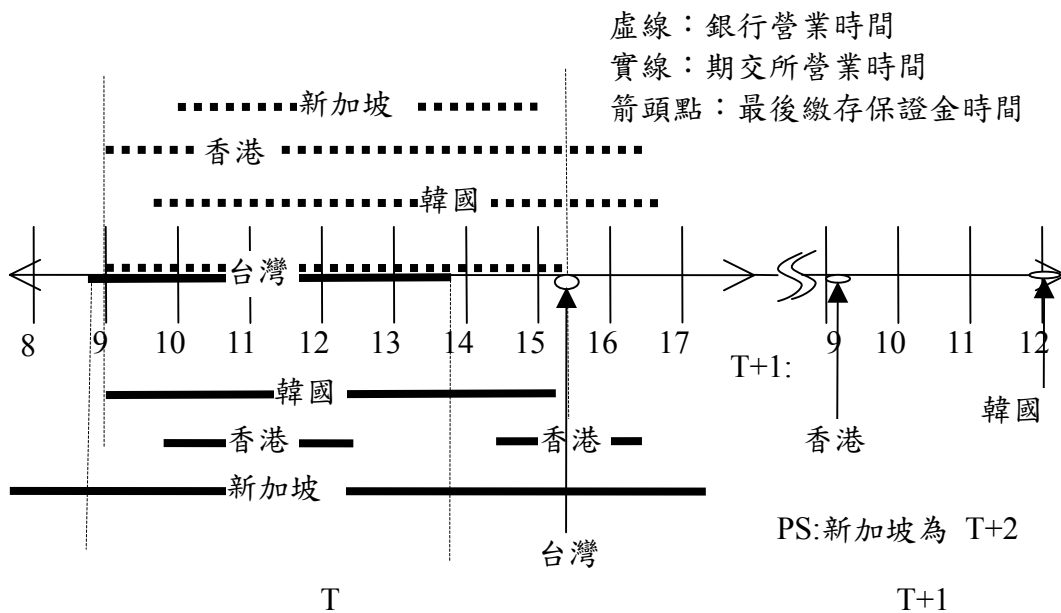 虛線：銀行營業時間
實線：期交所營業時間
箭頭點：最後繳存保證金時間
新加坡
香港
韓國
台灣
8 9 10 11 12 13 14 15 16 17 T+1: 9 10 11 12
韓國
香港 香港
新加坡
台灣
香港
韓國
PS:新加坡為 T+2
T T+1